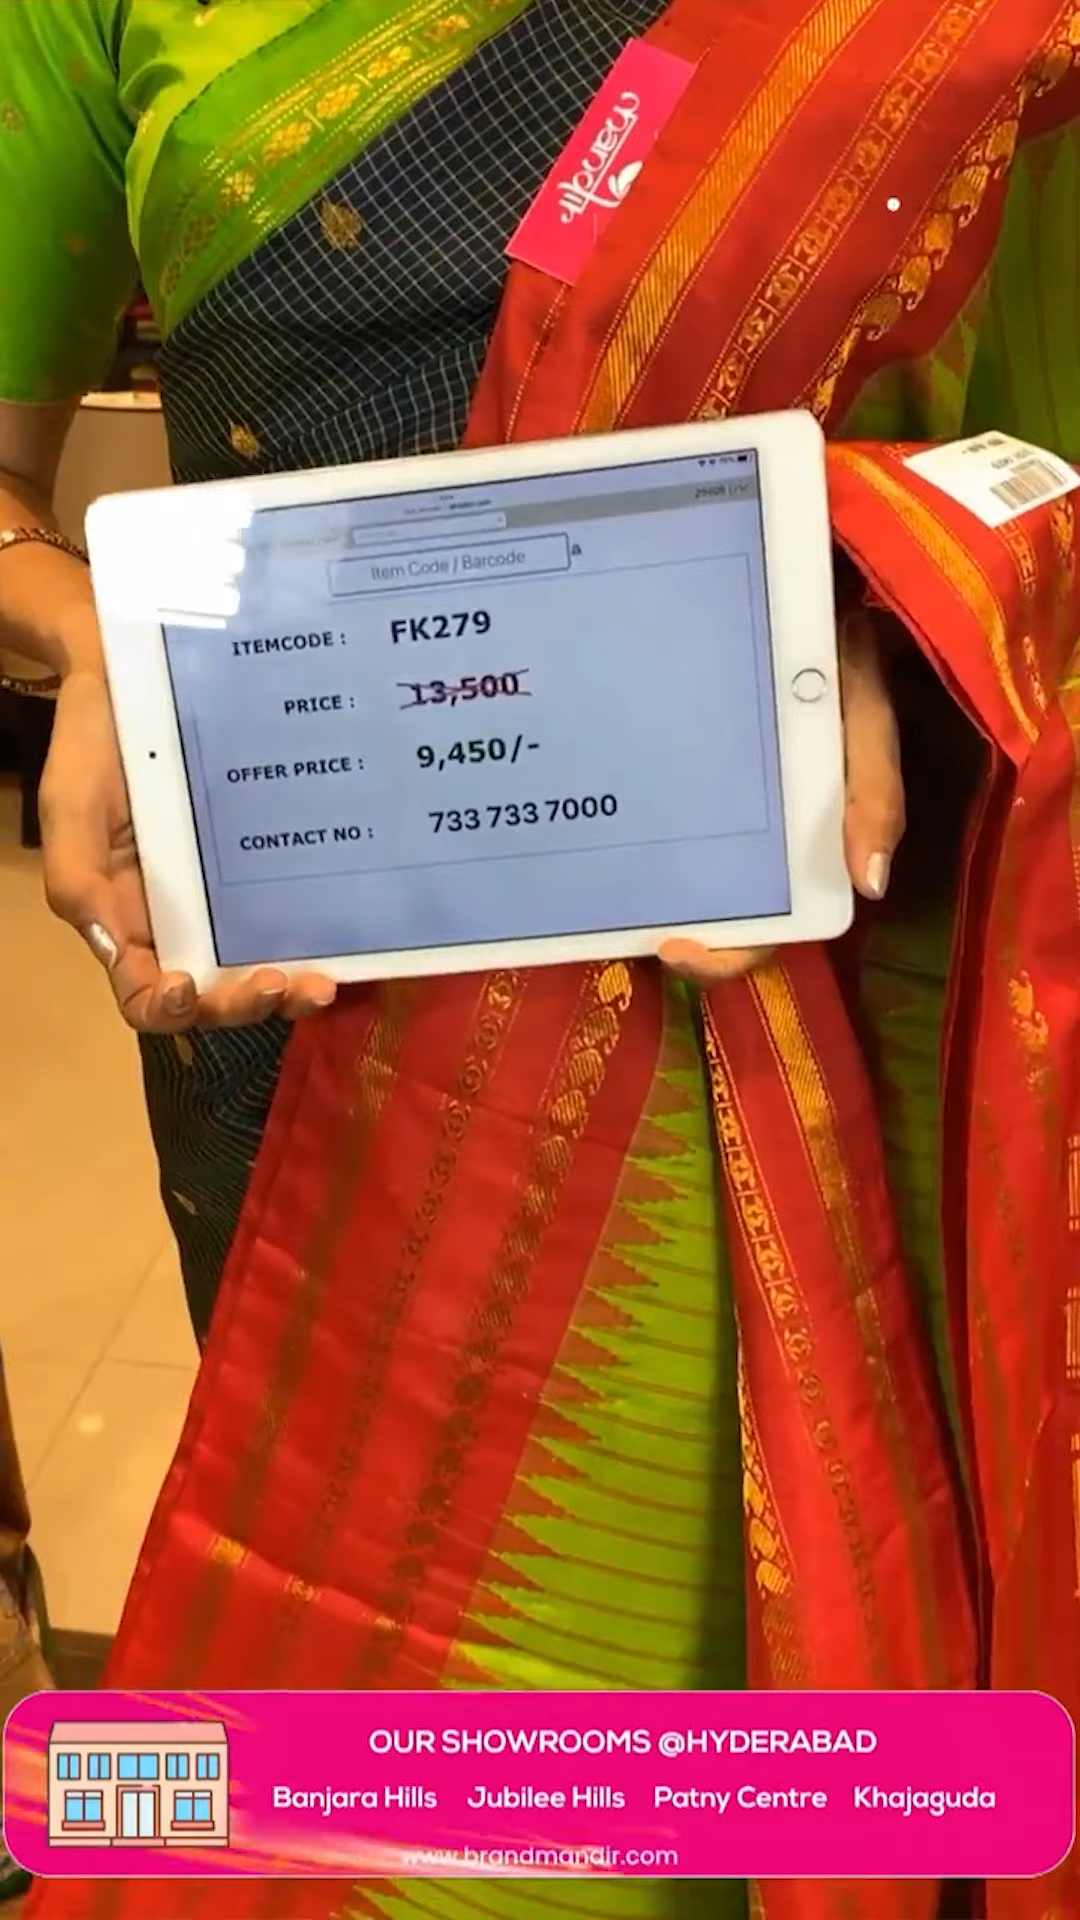 mandir
Item Code / Barcode
a
ITEMCODE : FK279
PRICE : 13,500
OFFER PRICE : 9,450/-
CONTACT NO : 733 733 7000
OUR SHOWROOMS @HYDERABAD
Banjara Hills Jubilee Hills Patny Centre Khajaguda
www.brandmandir.com